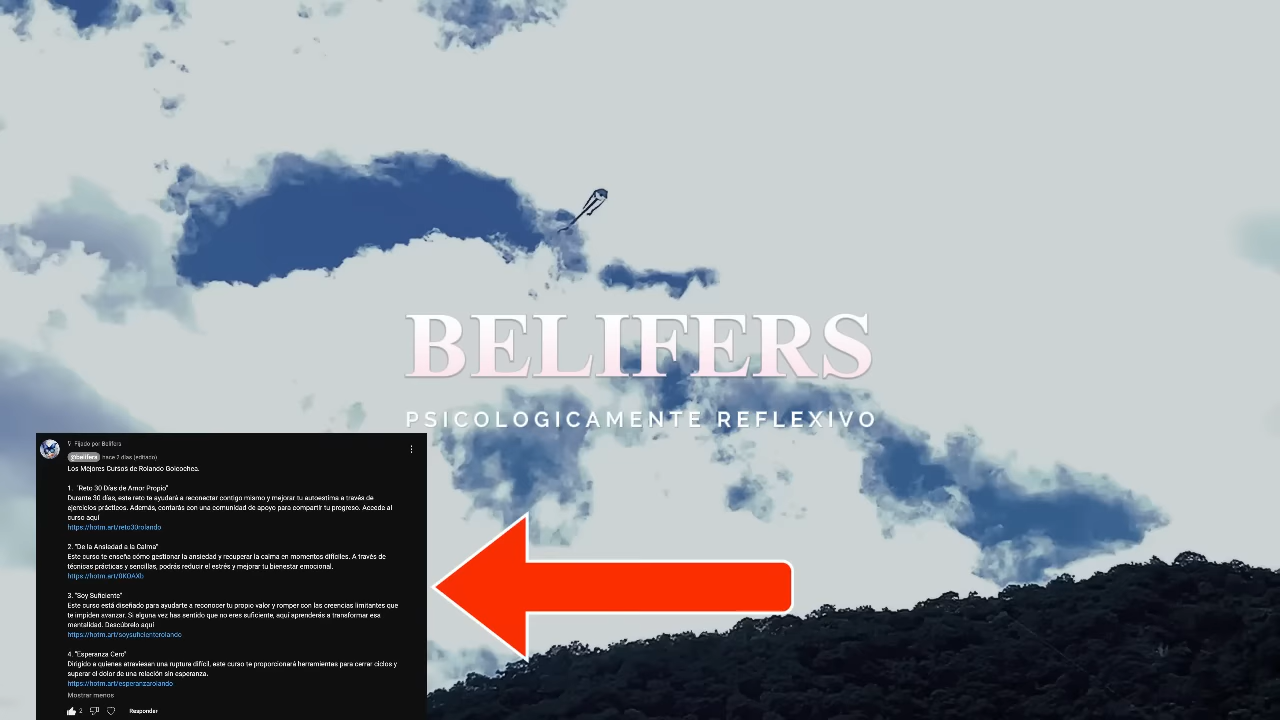 BELIFERS
PSICOLOGICAMENTE REFLEXIVO
Fijado por Belifers
@belifers hace 2 días (editado)
Los Mejores Cursos de Rolando Goicochea.
1. "Reto 30 Días de Amor Propio"
Durante 30 días, este reto te ayudará a reconectar contigo mismo y mejorar tu autoestima a través de
ejercicios prácticos. Además, contarás con una comunidad de apoyo para compartir tu progreso. Accede al
curso aquí
https://hotm.art/reto30rolando
2. "De la Ansiedad a la Calma"
Este curso te enseña cómo gestionar la ansiedad y recuperar la calma en momentos difíciles. A través de
técnicas prácticas y sencillas, podrás reducir el estrés y mejorar tu bienestar emocional.
https://hotm.art/0KOAXb
3. "Soy Suficiente"
Este curso está diseñado para ayudarte a reconocer tu propio valor y romper con las creencias limitantes que
te impiden avanzar. Si alguna vez has sentido que no eres suficiente, aquí aprenderás a transformar esa
mentalidad. Descúbrelo aquí
https://hotm.art/soysuficienterolando
4. "Esperanza Cero"
Dirigido a quienes atraviesan una ruptura difícil, este curso te proporcionará herramientas para cerrar ciclos y
superar el dolor de una relación sin esperanza.
https://hotm.art/esperanzarolando
Mostrar menos
2 Responder